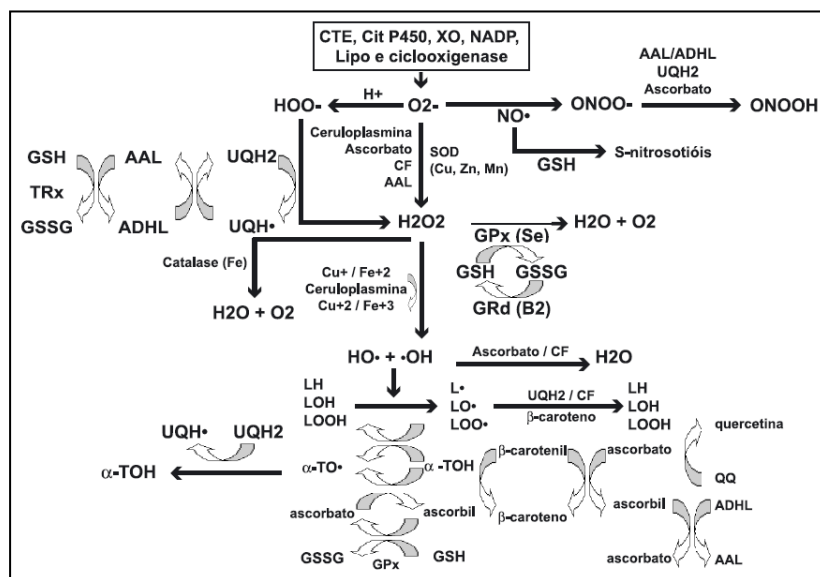 CTE, Cit P450, XO, NADP,
Lipo e ciclooxigenase
AAL/ADHL
UQH2
Ascorbato
HOO-
H+
O2-
NO•
ONOO-
ONOOH
GSH
S-nitrosotióis
Ceruloplasmina
Ascorbato
CF
AAL
SOD
(Cu, Zn, Mn)
GSH
AAL
UQH2
TRx
GSSG
ADHL
UQH•
H2O2
H2O + O2
GPx (Se)
GSH
GSSG
GRd (B2)
Catalase (Fe)
H2O + O2
Cu+ / Fe+2
Ceruloplasmina
Cu+2 / Fe+3
HO• + •OH
Ascorbato / CF
H2O
LH
LOH
LOOH
L•
LO•
LOO•
UQH2 / CF
β-caroteno
LH
LOH
LOOH
UQH•
UQH2
α-TOH
α-TO•
α -TOH
β-carotenil
β-caroteno
ascorbato
ascorbil
ascorbato
quercetina
QQ
ADHL
AAL
ascorbato
ascorbil
GSSG
GPx
GSH